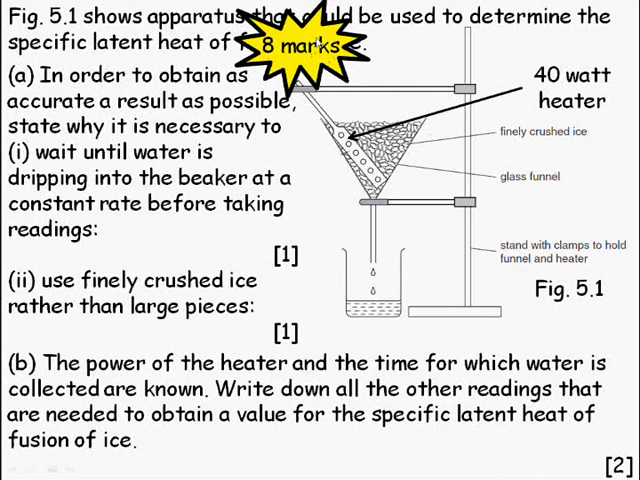 Fig. 5.1 shows apparatus that could be used to determine the
specific latent heat of
8 marks
(a) In order to obtain as
accurate a result as possible,
state why it is necessary to
(i) wait until water is
dripping into the beaker at a
constant rate before taking
readings:
[1]
(ii) use finely crushed ice
rather than large pieces:
[1]
40 watt
heater
finely crushed ice
glass funnel
stand with clamps to hold
funnel and heater
Fig. 5.1
(b) The power of the heater and the time for which water is
collected are known. Write down all the other readings that
are needed to obtain a value for the specific latent heat of
fusion of ice.
[2]